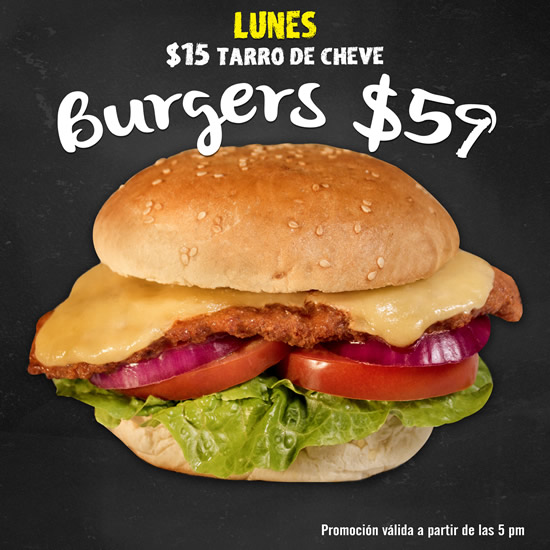 LUNES
$15 TARRO DE CHEVE
Burgers $59
Promoción válida a partir de las 5 pm